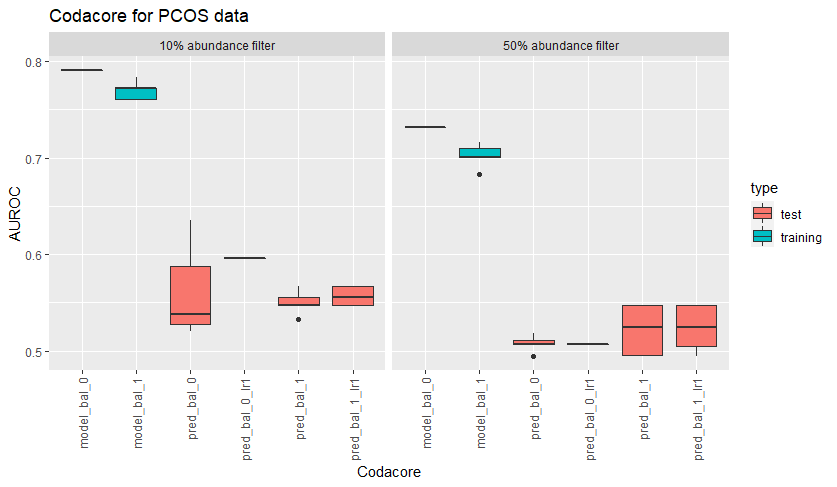 Codacore for PCOS data
10% abundance filter
50% abundance filter
AUROC
0.8
0.7
0.6
0.5
model_bal_0
model_bal_1
pred_bal_0
pred_bal_0_lr1
pred_bal_1
pred_bal_1_lr1
model_bal_0
model_bal_1
pred_bal_0
pred_bal_0_lr1
pred_bal_1
pred_bal_1_lr1
Codacore
type
test
training